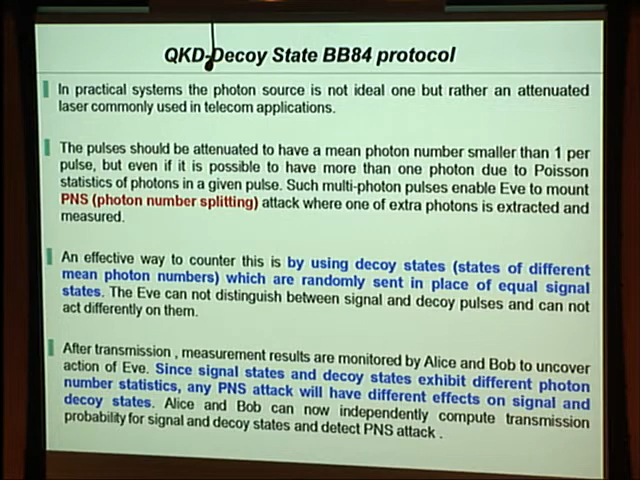 QKD-Decoy State BB84 protocol
In practical systems the photon source is not ideal one but rather an attenuated
laser commonly used in telecom applications.
The pulses should be attenuated to have a mean photon number smaller than 1 per
pulse, but even if it is possible to have more than one photon due to Poisson
statistics of photons in a given pulse. Such multi-photon pulses enable Eve to mount
PNS (photon number splitting) attack where one of extra photons is extracted and
measured.
An effective way to counter this is by using decoy states (states of different
mean photon numbers) which are randomly sent in place of equal signal
states. The Eve can not distinguish between signal and decoy pulses and can not
act differently on them.
After transmission , measurement results are monitored by Alice and Bob to uncover
action of Eve. Since signal states and decoy states exhibit different photon
number statistics, any PNS attack will have different effects on signal and
decoy states. Alice and Bob can now independently compute transmission
probability for signal and decoy states and detect PNS attack .